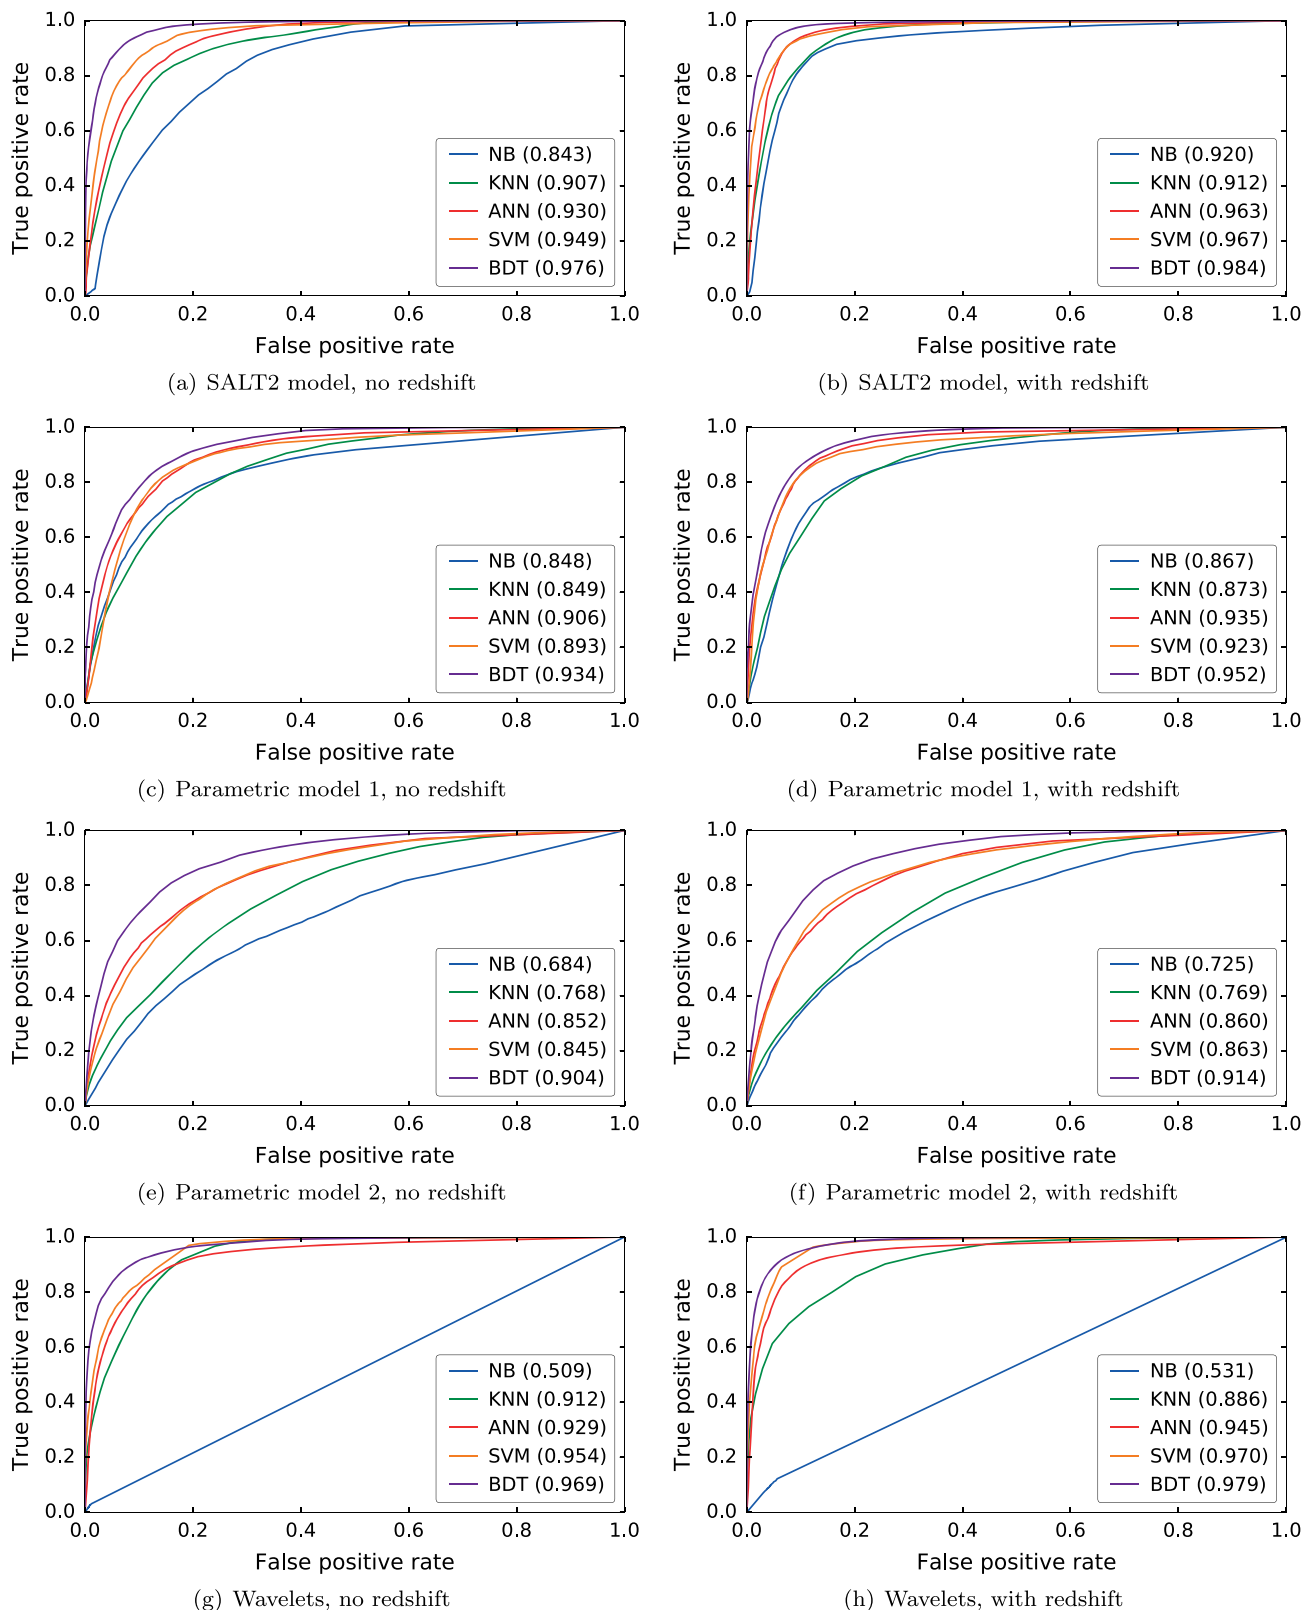 1.0
0.8
0.6
0.4
0.2
0.0
True positive rate
NB (0.843)
KNN (0.907)
ANN (0.930)
SVM (0.949)
BDT (0.976)
0.0 0.2 0.4 0.6 0.8 1.0
False positive rate
(a) SALT2 model, no redshift
1.0
0.8
0.6
0.4
0.2
0.0
True positive rate
NB (0.920)
KNN (0.912)
ANN (0.963)
SVM (0.967)
BDT (0.984)
0.0 0.2 0.4 0.6 0.8 1.0
False positive rate
(b) SALT2 model, with redshift
1.0
0.8
0.6
0.4
0.2
0.0
True positive rate
NB (0.848)
KNN (0.849)
ANN (0.906)
SVM (0.893)
BDT (0.934)
0.0 0.2 0.4 0.6 0.8 1.0
False positive rate
(c) Parametric model 1, no redshift
1.0
0.8
0.6
0.4
0.2
0.0
True positive rate
NB (0.867)
KNN (0.873)
ANN (0.935)
SVM (0.923)
BDT (0.952)
0.0 0.2 0.4 0.6 0.8 1.0
False positive rate
(d) Parametric model 1, with redshift
1.0
0.8
0.6
0.4
0.2
0.0
True positive rate
NB (0.684)
KNN (0.768)
ANN (0.852)
SVM (0.845)
BDT (0.904)
0.0 0.2 0.4 0.6 0.8 1.0
False positive rate
(e) Parametric model 2, no redshift
1.0
0.8
0.6
0.4
0.2
0.0
True positive rate
NB (0.725)
KNN (0.769)
ANN (0.860)
SVM (0.863)
BDT (0.914)
0.0 0.2 0.4 0.6 0.8 1.0
False positive rate
(f) Parametric model 2, with redshift
1.0
0.8
0.6
0.4
0.2
0.0
True positive rate
NB (0.509)
KNN (0.912)
ANN (0.929)
SVM (0.954)
BDT (0.969)
0.0 0.2 0.4 0.6 0.8 1.0
False positive rate
(g) Wavelets, no redshift
1.0
0.8
0.6
0.4
0.2
0.0
True positive rate
NB (0.531)
KNN (0.886)
ANN (0.945)
SVM (0.970)
BDT (0.979)
0.0 0.2 0.4 0.6 0.8 1.0
False positive rate
(h) Wavelets, with redshift